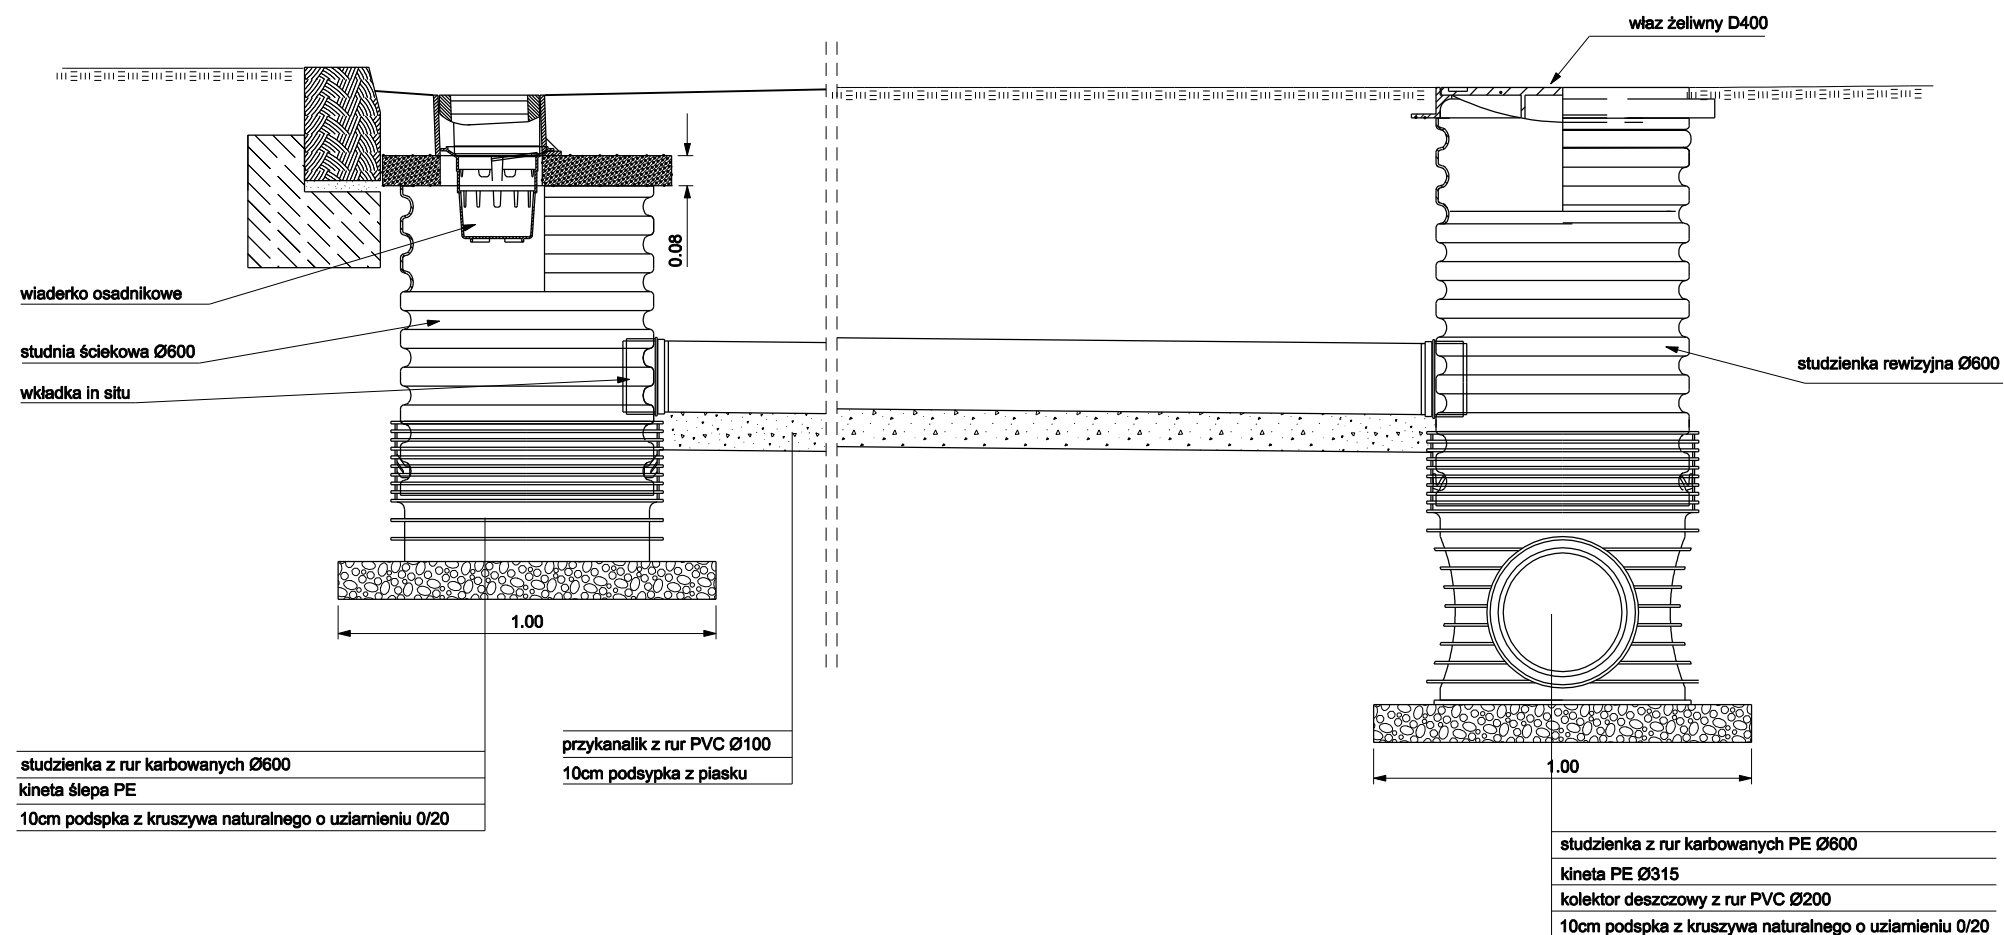 właz żeliwny D400
0.08
wiaderko osadnikowe
studnia ściekowa Ø600
studzienka rewizyjna Ø600
wkładka in situ
1.00
przykanalik z rur PVC Ø100
10cm podsypka z piasku
studzienka z rur karbowanych Ø600
kineta ślepa PE
10cm podspka z kruszywa naturalnego o uziarnieniu 0/20
1.00
studzienka z rur karbowanych PE Ø600
kineta PE Ø315
kolektor deszczowy z rur PVC Ø200
10cm podspka z kruszywa naturalnego o uziarnieniu 0/20